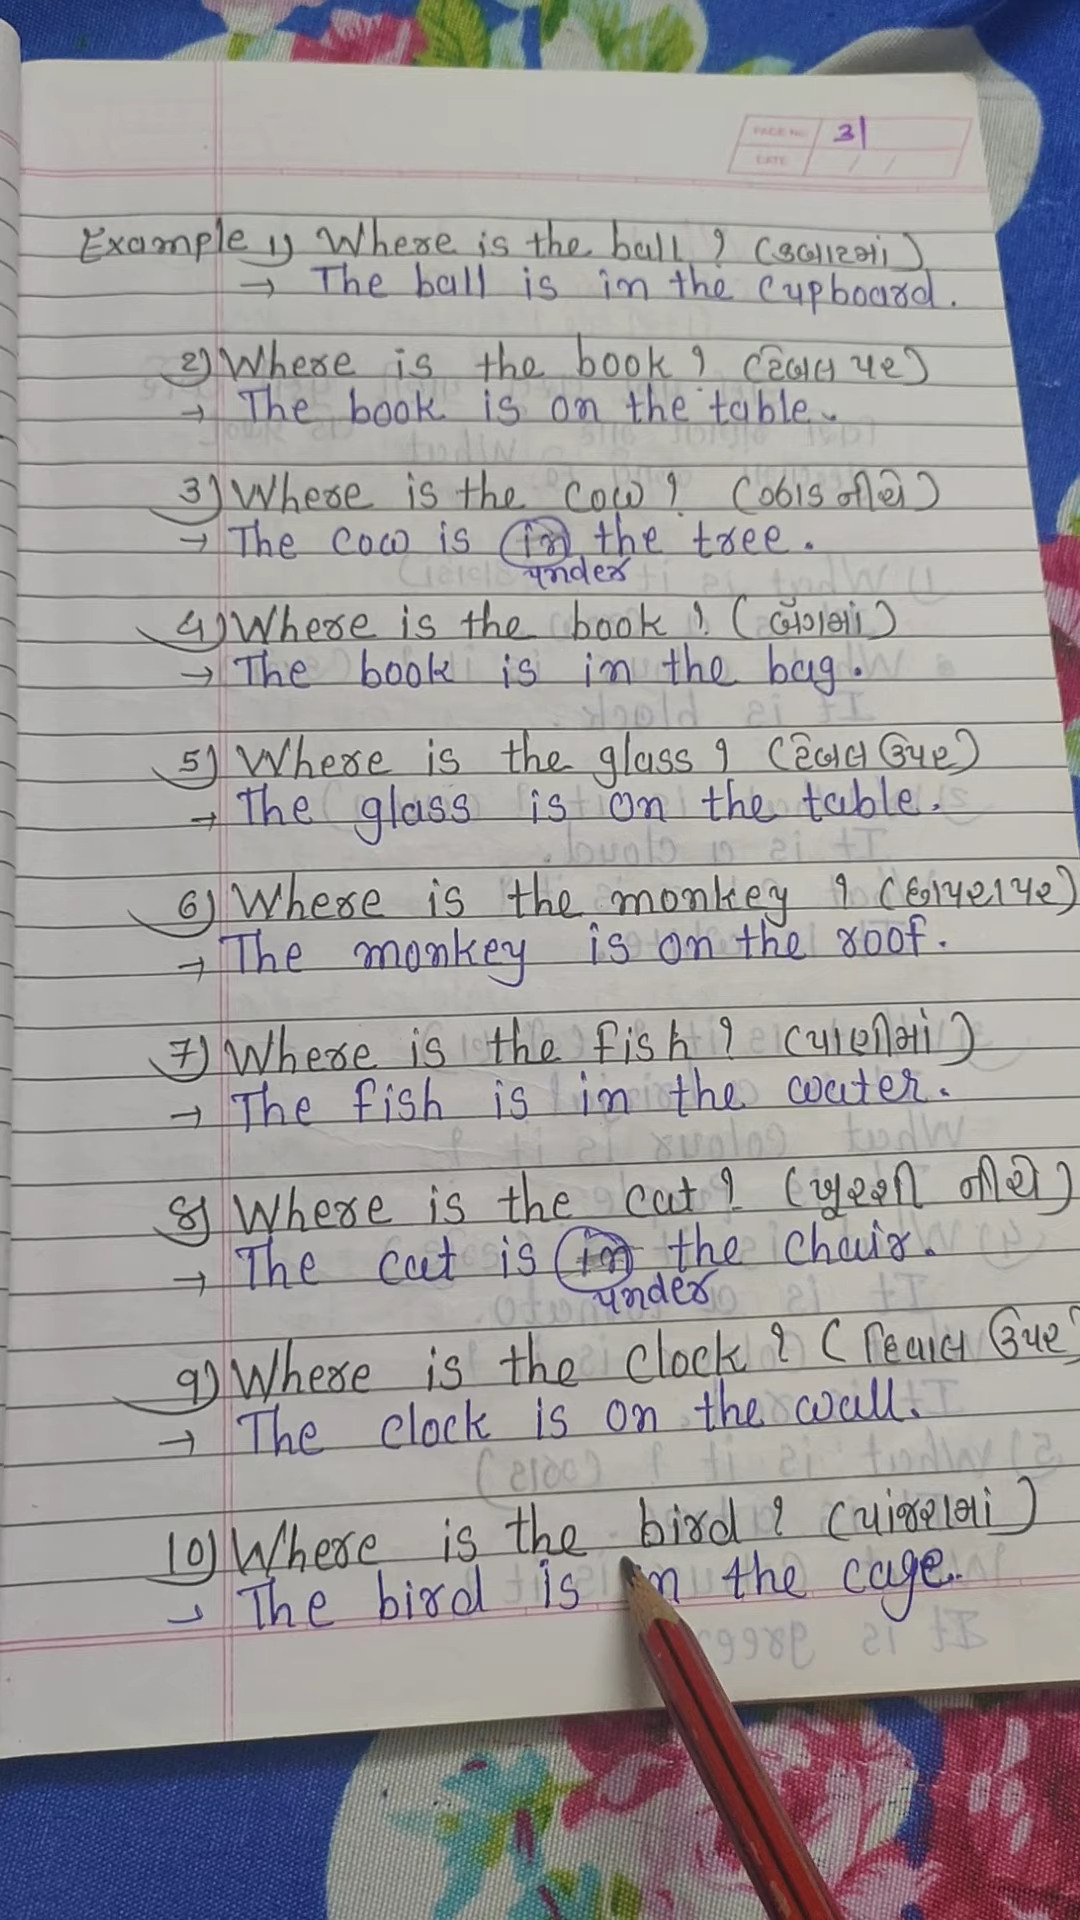 PAGE NO. 31
DATE / /
Example 1) Where is the ball ? (કબાટમાં)
→ The ball is in the cupboard.
2) Where is the book ? (ટેબલ પર)
→ The book is on the table.
3) Where is the cow ? (ઝાડ નીચે)
→ The cow is in the tree.
under
4) Where is the book ? (બૅગમાં)
→ The book is in the bag.
5) Where is the glass ? (ટેબલ ઉપર)
→ The glass is on the table.
6) Where is the monkey ? (છાપરા પર)
→ The monkey is on the roof.
7) Where is the fish ? (પાણીમાં)
→ The fish is in the water.
8) Where is the cat ? (ખુરશી નીચે)
→ The cat is in the chair.
under
9) Where is the clock ? (દિવાલ ઉપર)
→ The clock is on the wall.
10) Where is the bird ? (પાંજરામાં)
→ The bird is in the cage.